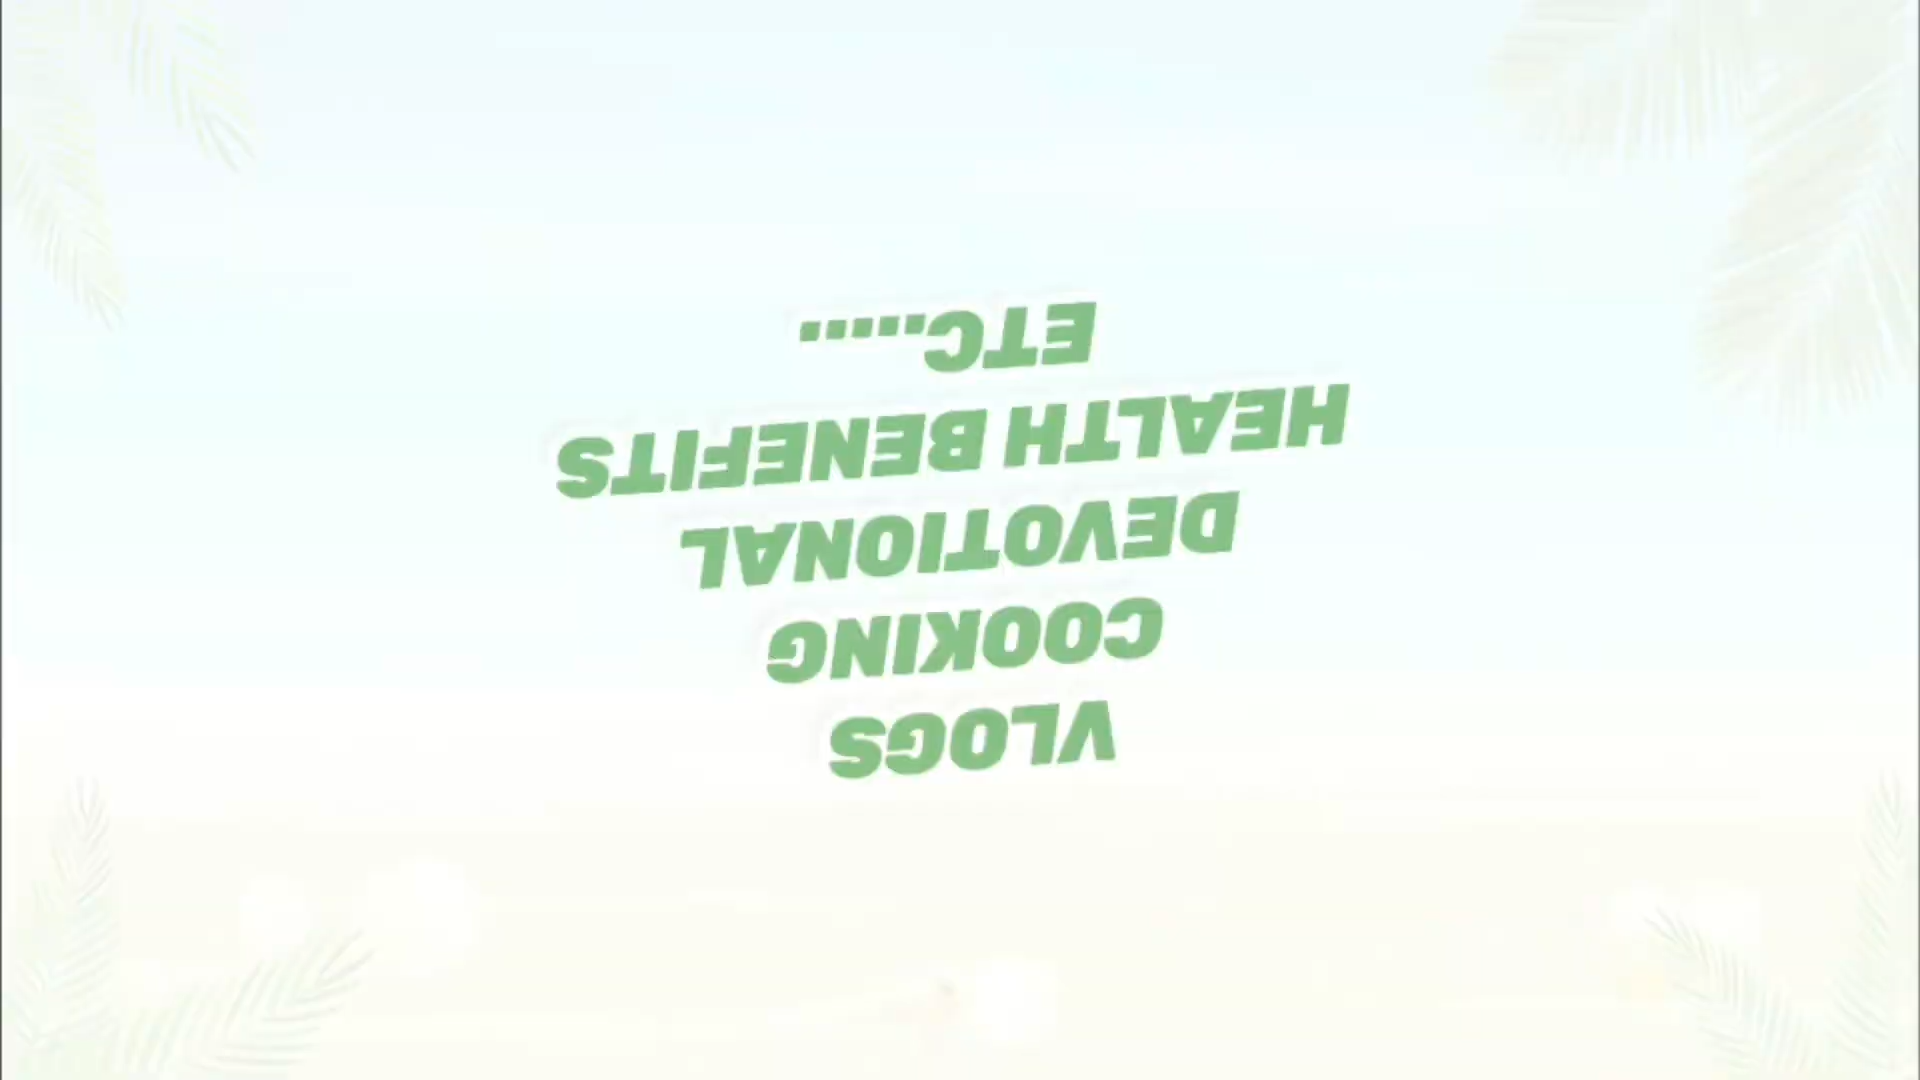 VLOGS
COOKING
DEVOTIONAL
HEALTH BENEFITS
ETC.....